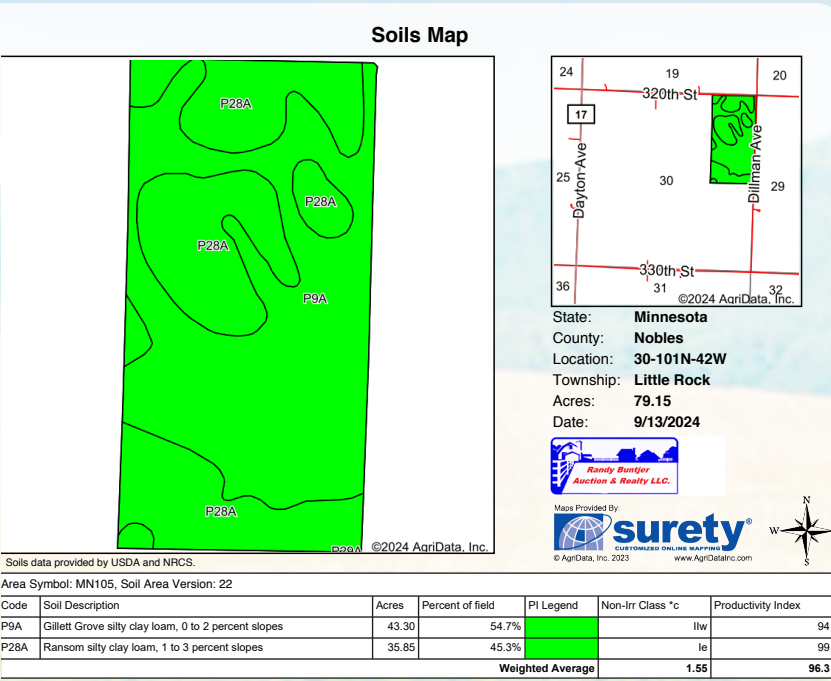 Soils Map
P28A
P28A
P28A
P9A
P28A
P29A
©2024 AgriData, Inc.
24
19
20
320th St
17
Dayton Ave
Dillman Ave
25
30
29
330th St
36
31
32
©2024 AgriData, Inc.
State: Minnesota
County: Nobles
Location: 30-101N-42W
Township: Little Rock
Acres: 79.15
Date: 9/13/2024
Randy Buntjer
Auction & Realty LLC.
Maps Provided By:
surety®
CUSTOMIZED ONLINE MAPPING
© AgriData, Inc. 2023 www.AgriDataInc.com
N
W E
S
Soils data provided by USDA and NRCS.
Area Symbol: MN105, Soil Area Version: 22
Code Soil Description Acres Percent of field PI Legend Non-Irr Class *c Productivity Index
P9A Gillett Grove silty clay loam, 0 to 2 percent slopes 43.30 54.7% IIw 94
P28A Ransom silty clay loam, 1 to 3 percent slopes 35.85 45.3% Ie 99
Weighted Average 1.55 96.3